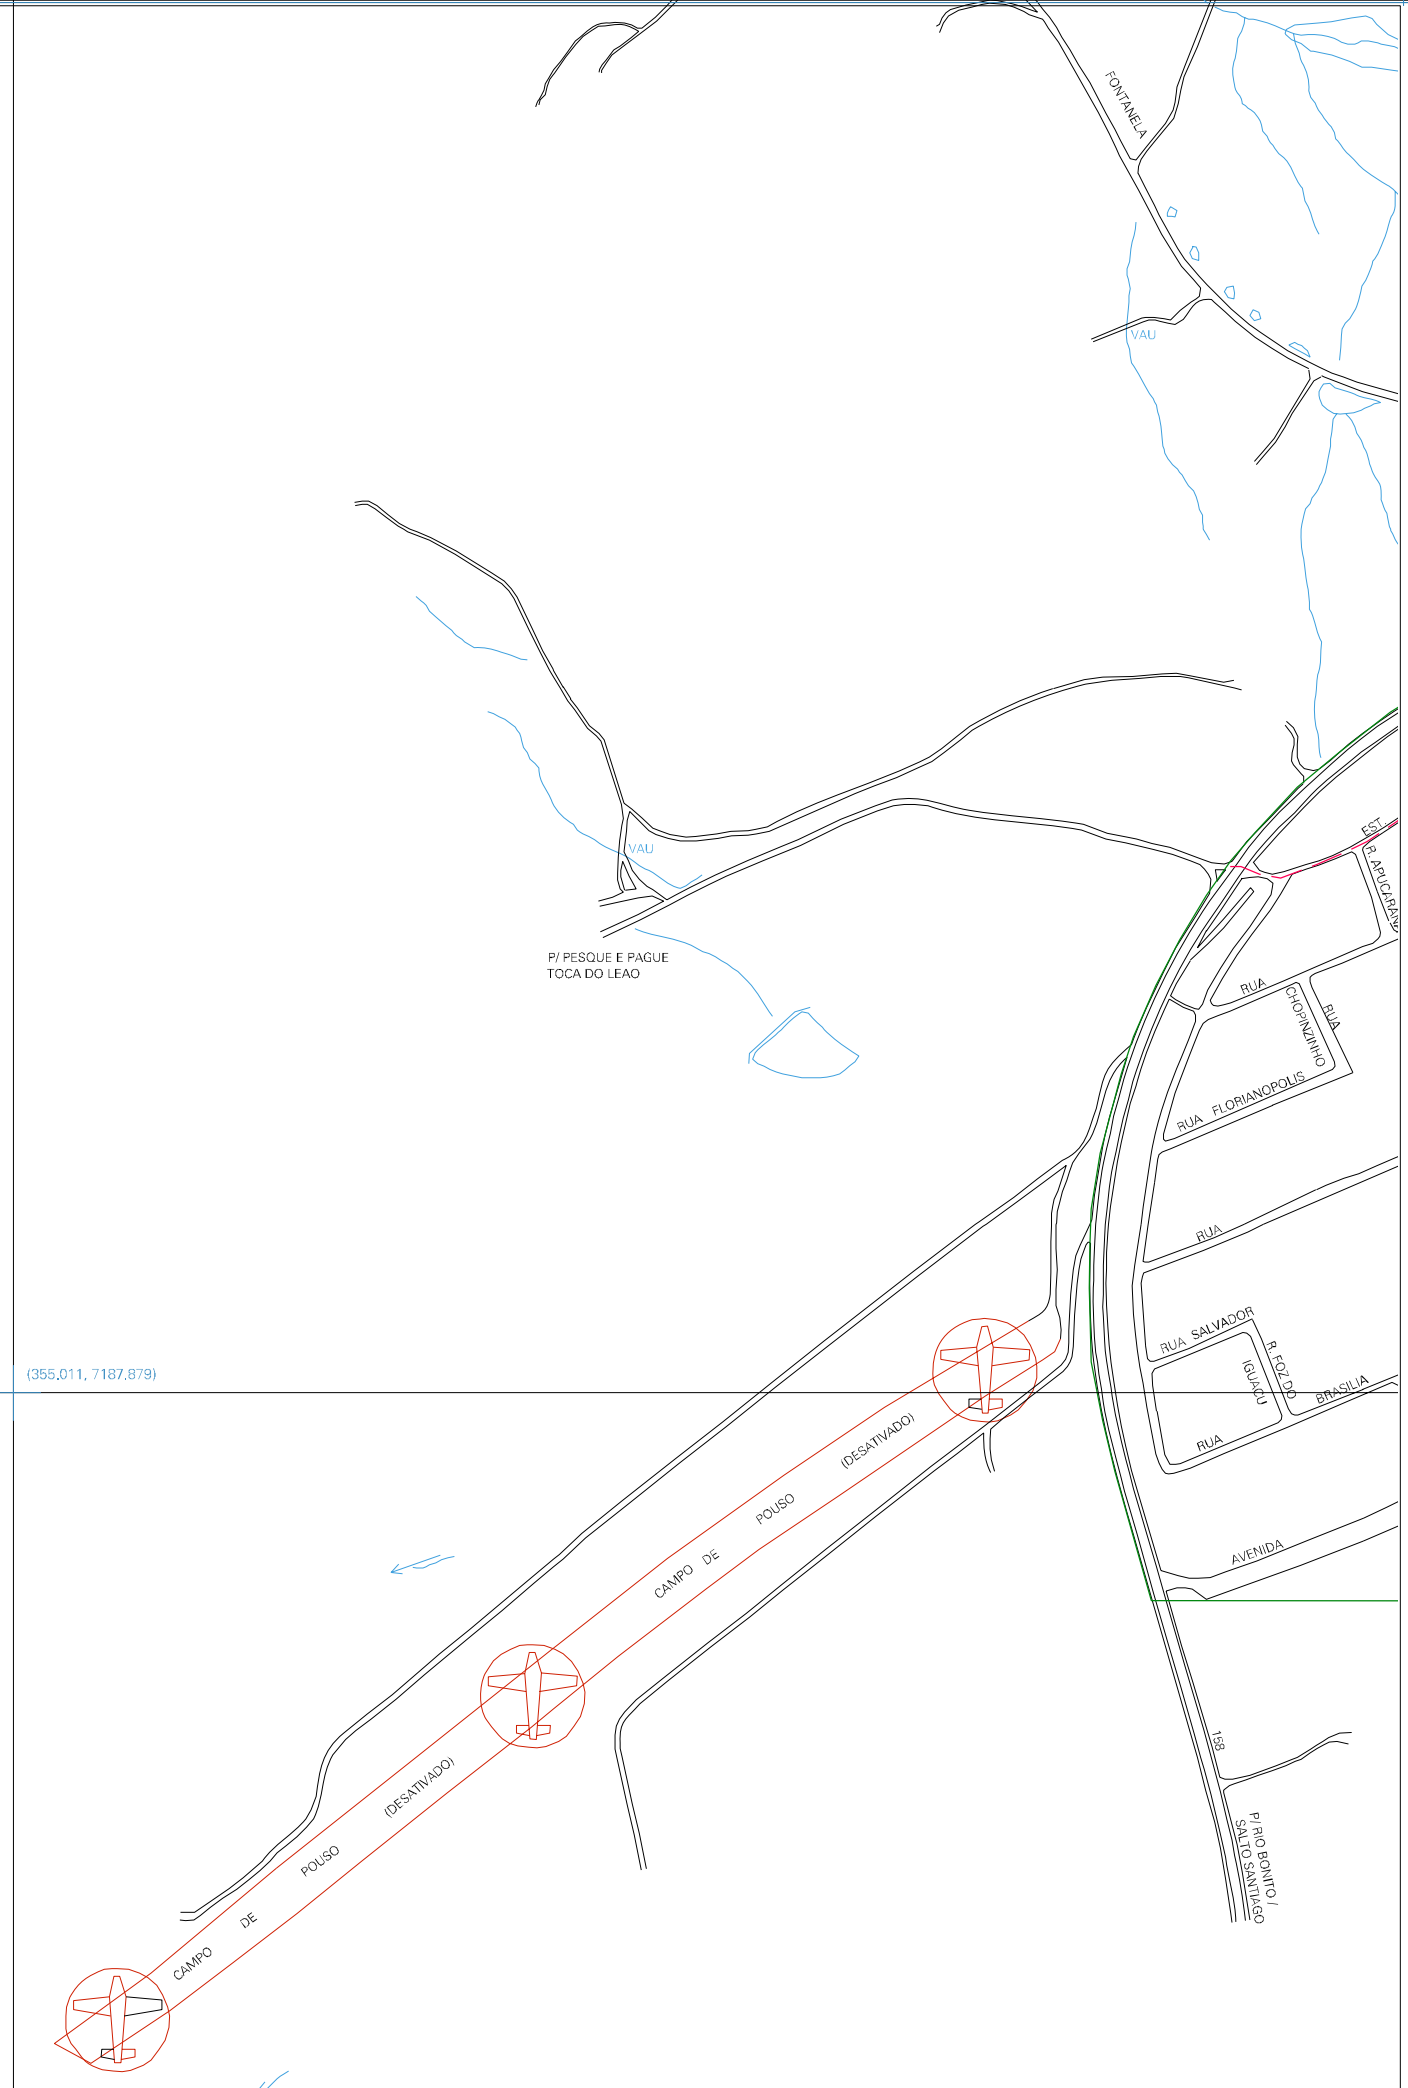 FONTANELA
VAU
EST.
R. APUCARANA
VAU
P/ PESQUE E PAGUE
TOCA DO LEAO
RUA
CHOPINZINHO
RUA
RUA FLORIANOPOLIS
RUA
RUA SALVADOR
R. FOZ DO
IGUACU
(355.011, 7187.879)
BRASILIA
RUA
(DESATIVADO)
POUSO
CAMPO DE
AVENIDA
158
(DESATIVADO)
P/ RIO BONITO /
SALTO SANTIAGO
POUSO
DE
CAMPO